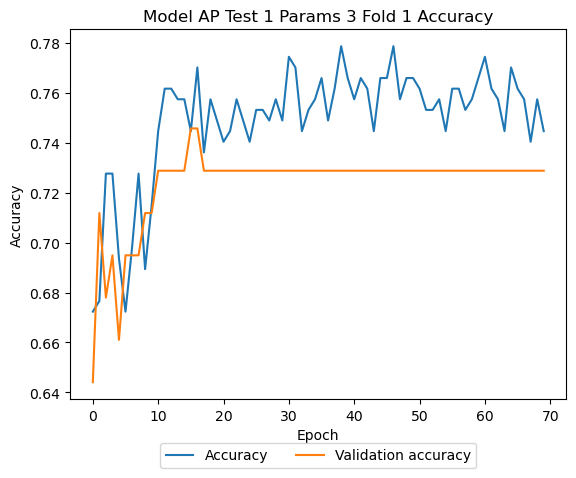 Model AP Test 1 Params 3 Fold 1 Accuracy
0.78
0.76
0.74
0.72
0.70
0.68
0.66
0.64
Accuracy
0 10 20 30 40 50 60 70
Epoch
Accuracy Validation accuracy